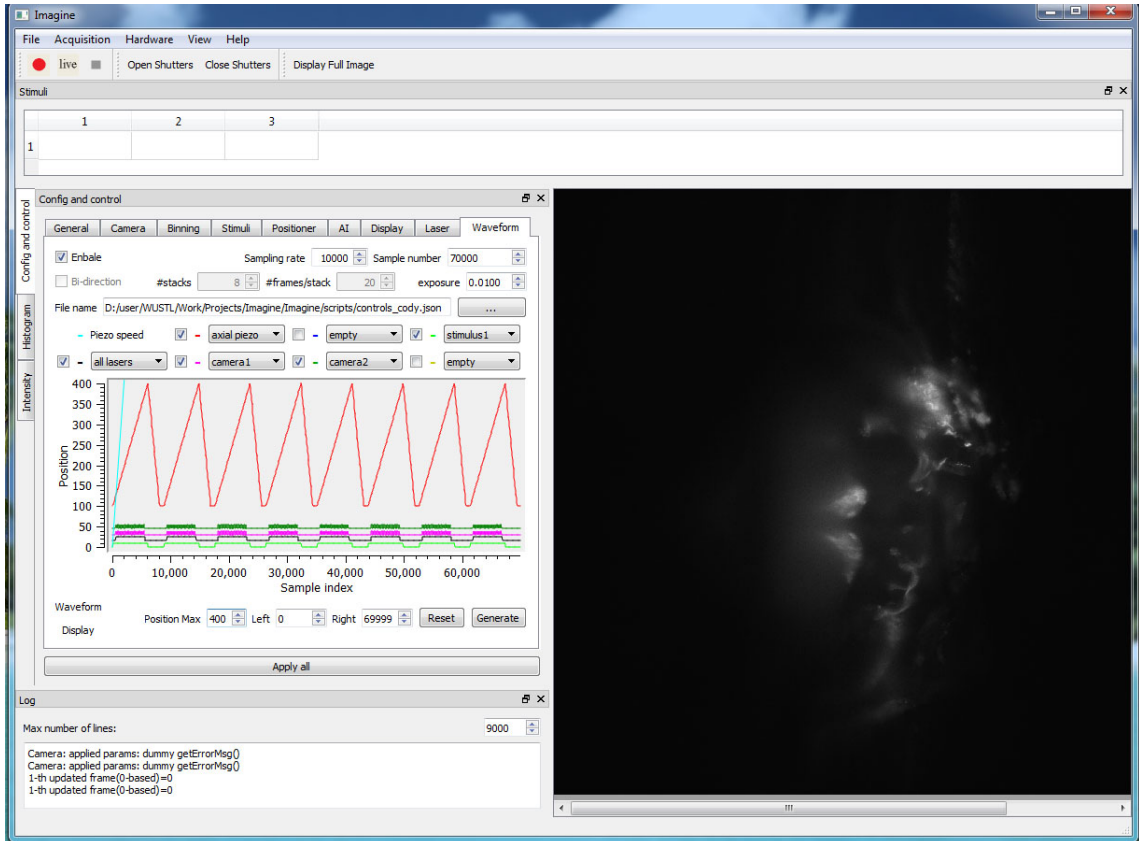 Imagine
File Acquisition Hardware View Help
live Open Shutters Close Shutters Display Full Image
Stimuli
1 2 3
1
Config and control
Histogram
Intensity
Config and control
General Camera Binning Stimuli Positioner AI Display Laser Waveform
Enbale Sampling rate 10000 Sample number 70000
Bi-direction #stacks 8 #frames/stack 20 exposure 0.0100
File name D:/user/WUSTL/Work/Projects/Imagine/Imagine/scripts/controls_cody.json ...
Piezo speed axial piezo empty stimulus1
all lasers camera1 camera2 empty
400
350
300
250
200
150
100
50
0
Position
0 10,000 20,000 30,000 40,000 50,000 60,000
Sample index
Waveform
Display
Position Max 400 Left 0 Right 69999 Reset Generate
Apply all
Log
Max number of lines: 9000
Camera: applied params: dummy getErrorMsg()
Camera: applied params: dummy getErrorMsg()
1-th updated frame(0-based)=0
1-th updated frame(0-based)=0